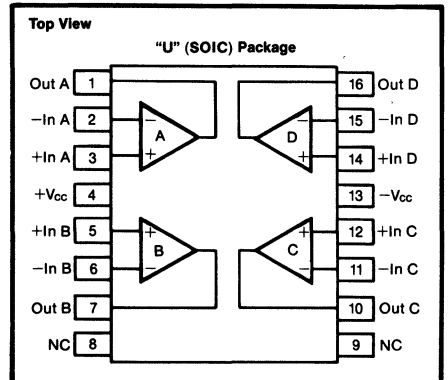 Top View
“U” (SOIC) Package
Out A 1 16 Out D
−In A 2 − − 15 −In D
A D
+In A 3 + + 14 +In D
+Vcc 4 13 −Vcc
+In B 5 + + 12 +In C
B C
−In B 6 − − 11 −In C
Out B 7 10 Out C
NC 8 9 NC